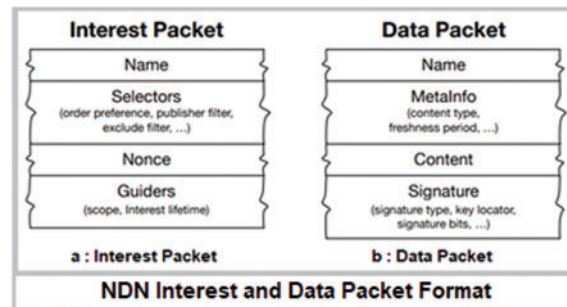 Interest Packet
Name
Selectors
(order preference, publisher filter,
exclude filter, ...)
Nonce
Guiders
(scope, Interest lifetime)
a : Interest Packet
Data Packet
Name
MetaInfo
(content type,
freshness period, ...)
Content
Signature
(signature type, key locator,
signature bits, ...)
b : Data Packet
NDN Interest and Data Packet Format